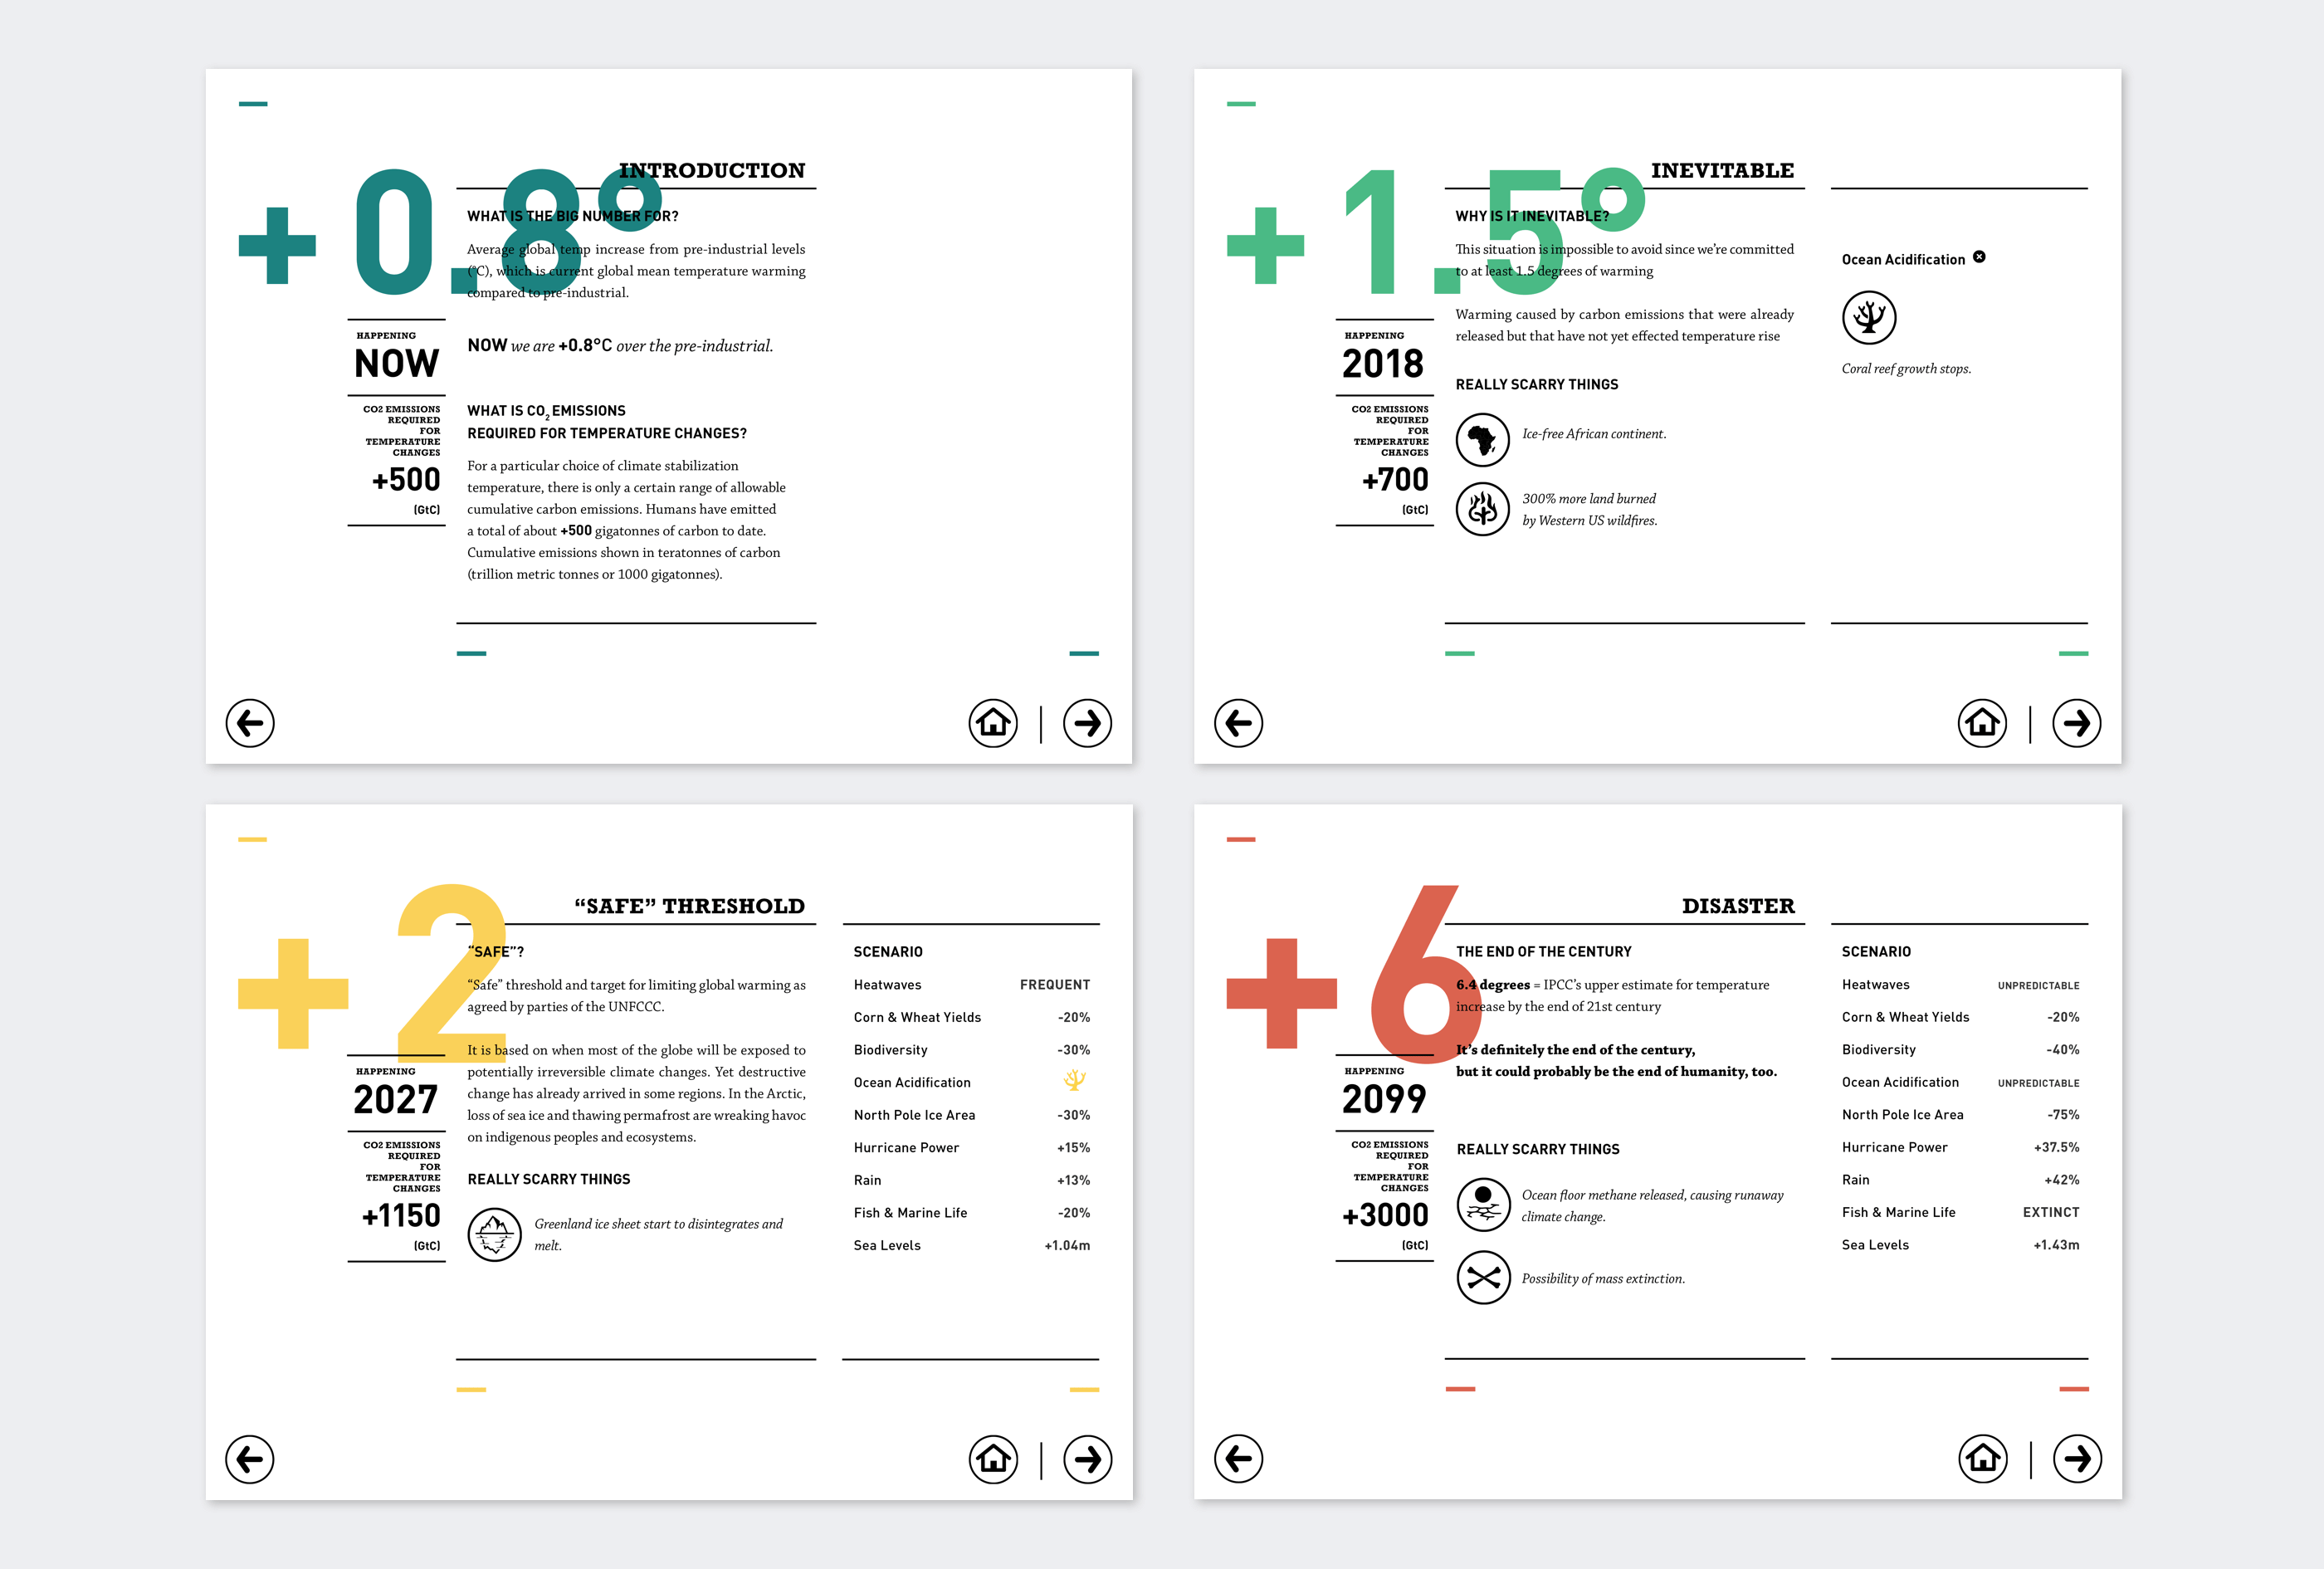 +0.8°
INTRODUCTION
WHAT IS THE BIG NUMBER FOR?
Average global temp increase from pre-industrial levels
(°C), which is current global mean temperature warming
compared to pre-industrial.
NOW we are +0.8°C over the pre-industrial.
HAPPENING
NOW
CO2 EMISSIONS
REQUIRED
FOR
TEMPERATURE
CHANGES
+500
(GtC)
WHAT IS CO2 EMISSIONS
REQUIRED FOR TEMPERATURE CHANGES?
For a particular choice of climate stabilization
temperature, there is only a certain range of allowable
cumulative carbon emissions. Humans have emitted
a total of about +500 gigatonnes of carbon to date.
Cumulative emissions shown in teratonnes of carbon
(trillion metric tonnes or 1000 gigatonnes).
+1.5°
INEVITABLE
WHY IS IT INEVITABLE?
This situation is impossible to avoid since we're committed
to at least 1.5 degrees of warming
Warming caused by carbon emissions that were already
released but that have not yet effected temperature rise
HAPPENING
2018
CO2 EMISSIONS
REQUIRED
FOR
TEMPERATURE
CHANGES
+700
(GtC)
REALLY SCARRY THINGS
Ice-free African continent.
300% more land burned
by Western US wildfires.
Ocean Acidification
Coral reef growth stops.
+2
"SAFE" THRESHOLD
"SAFE"?
"Safe" threshold and target for limiting global warming as
agreed by parties of the UNFCCC.
It is based on when most of the globe will be exposed to
potentially irreversible climate changes. Yet destructive
change has already arrived in some regions. In the Arctic,
loss of sea ice and thawing permafrost are wreaking havoc
on indigenous peoples and ecosystems.
HAPPENING
2027
CO2 EMISSIONS
REQUIRED
FOR
TEMPERATURE
CHANGES
+1150
(GtC)
REALLY SCARRY THINGS
Greenland ice sheet start to disintegrates and
melt.
SCENARIO
Heatwaves FREQUENT
Corn & Wheat Yields -20%
Biodiversity -30%
Ocean Acidification
North Pole Ice Area -30%
Hurricane Power +15%
Rain +13%
Fish & Marine Life -20%
Sea Levels +1.04m
+6
DISASTER
THE END OF THE CENTURY
6.4 degrees = IPCC's upper estimate for temperature
increase by the end of 21st century
It's definitely the end of the century,
but it could probably be the end of humanity, too.
HAPPENING
2099
CO2 EMISSIONS
REQUIRED
FOR
TEMPERATURE
CHANGES
+3000
(GtC)
REALLY SCARRY THINGS
Ocean floor methane released, causing runaway
climate change.
Possibility of mass extinction.
SCENARIO
Heatwaves UNPREDICTABLE
Corn & Wheat Yields -20%
Biodiversity -40%
Ocean Acidification UNPREDICTABLE
North Pole Ice Area -75%
Hurricane Power +37.5%
Rain +42%
Fish & Marine Life EXTINCT
Sea Levels +1.43m